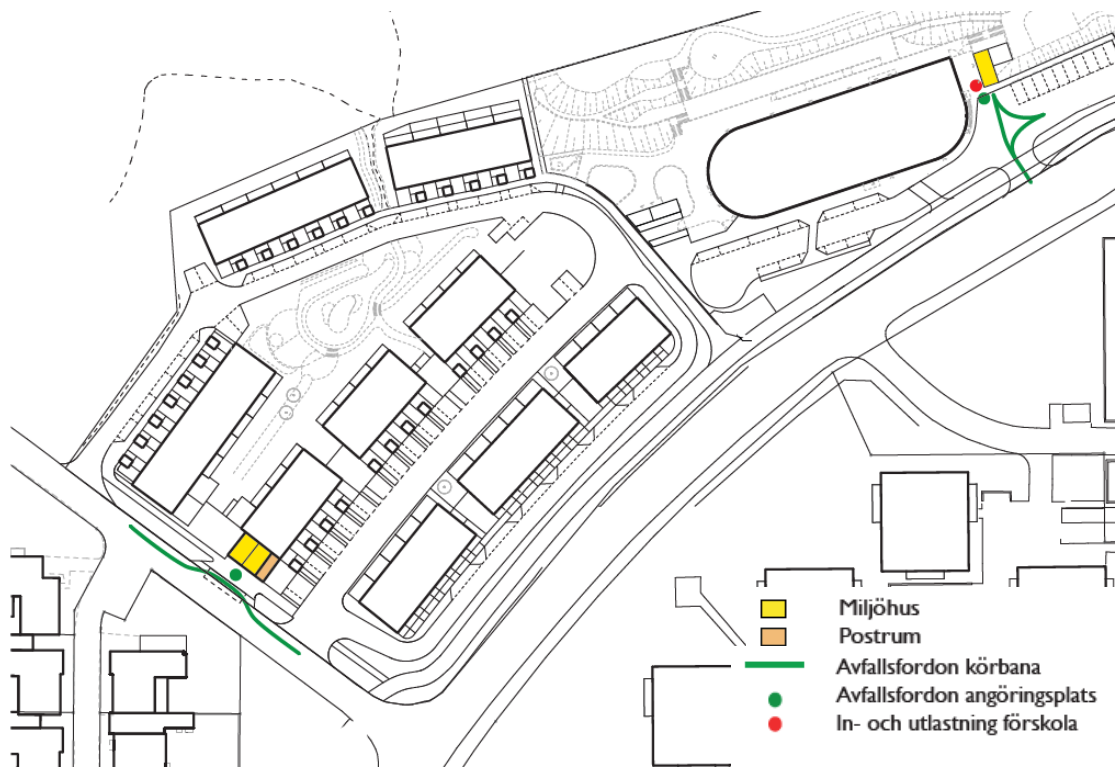 Miljöhus
Postrum
Avfallsfordon körbana
Avfallsfordon angöringsplats
In- och utlastning förskola